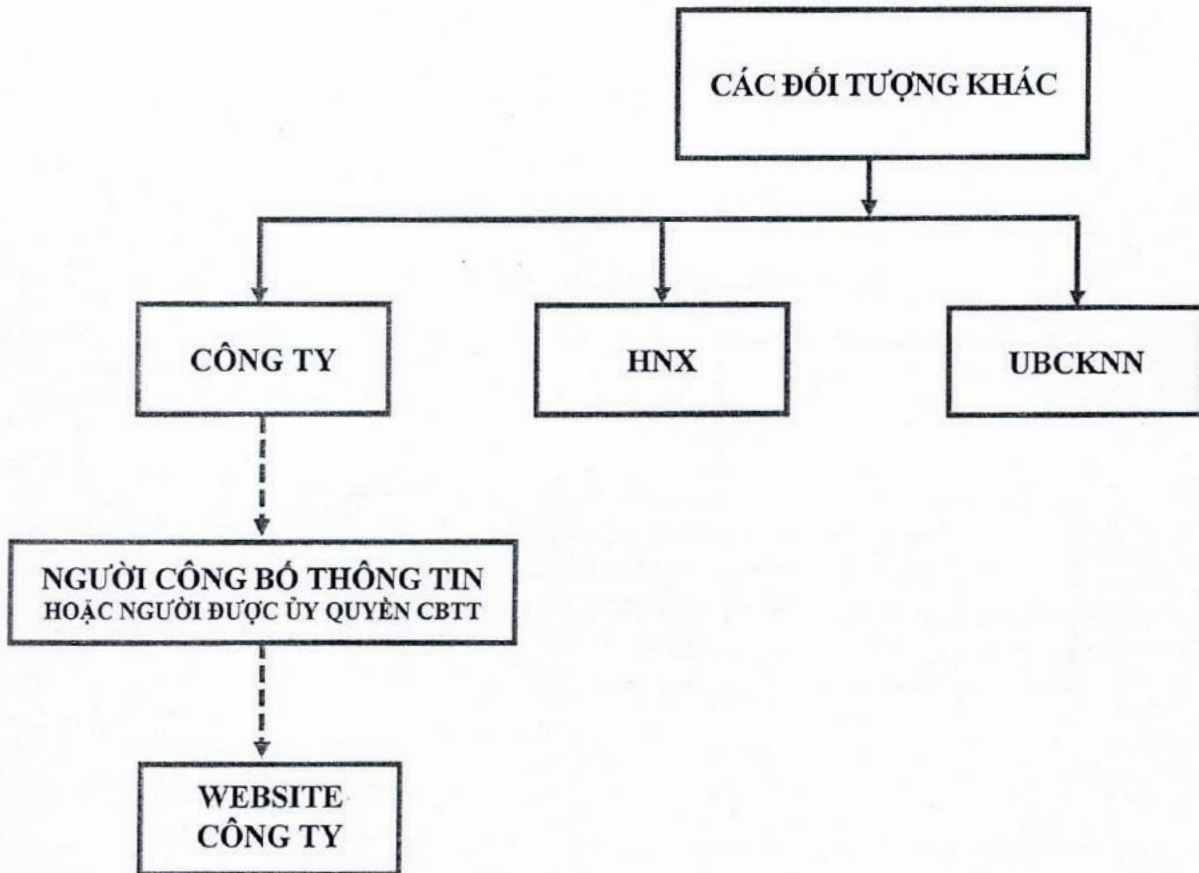 CÁC ĐỐI TƯỢNG KHÁC
CÔNG TY
HNX
UBCKNN
NGƯỜI CÔNG BỐ THÔNG TIN
HOẶC NGƯỜI ĐƯỢC ỦY QUYỀN CBTT
WEBSITE
CÔNG TY